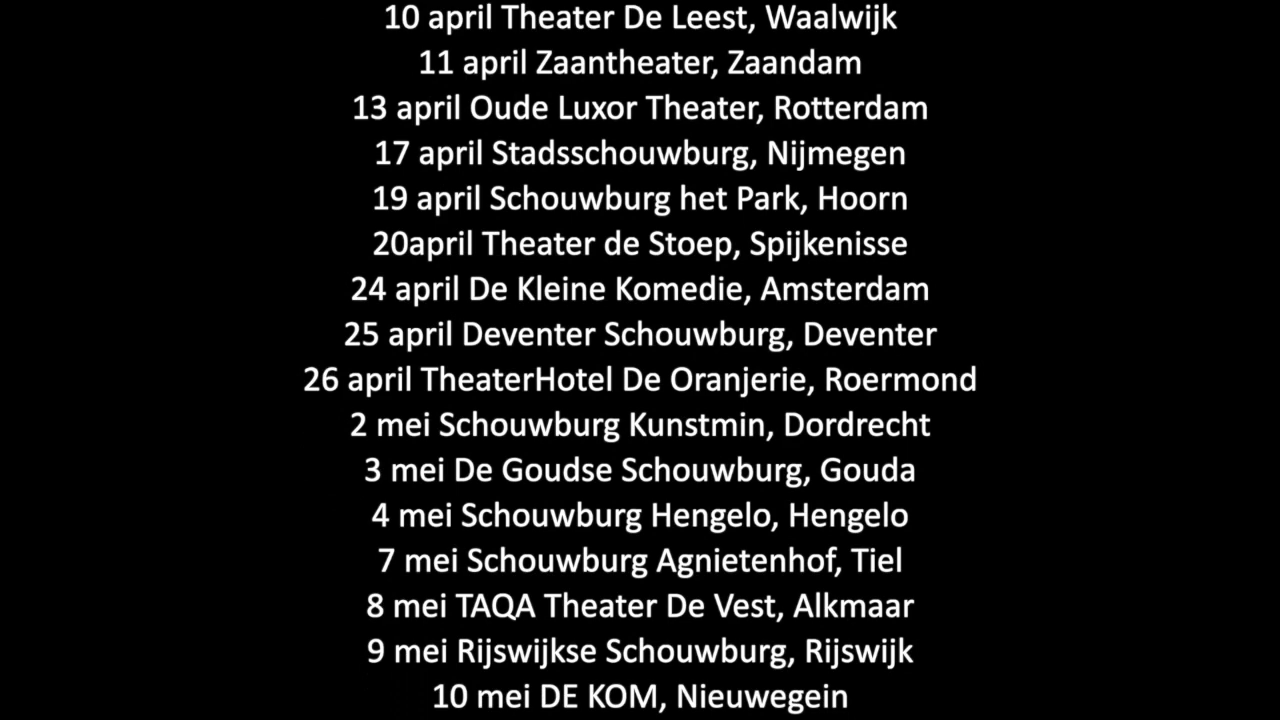 10 april Theater De Leest, Waalwijk
11 april Zaantheater, Zaandam
13 april Oude Luxor Theater, Rotterdam
17 april Stadsschouwburg, Nijmegen
19 april Schouwburg het Park, Hoorn
20april Theater de Stoep, Spijkenisse
24 april De Kleine Komedie, Amsterdam
25 april Deventer Schouwburg, Deventer
26 april TheaterHotel De Oranjerie, Roermond
2 mei Schouwburg Kunstmin, Dordrecht
3 mei De Goudse Schouwburg, Gouda
4 mei Schouwburg Hengelo, Hengelo
7 mei Schouwburg Agnietenhof, Tiel
8 mei TAQA Theater De Vest, Alkmaar
9 mei Rijswijkse Schouwburg, Rijswijk
10 mei DE KOM, Nieuwegein